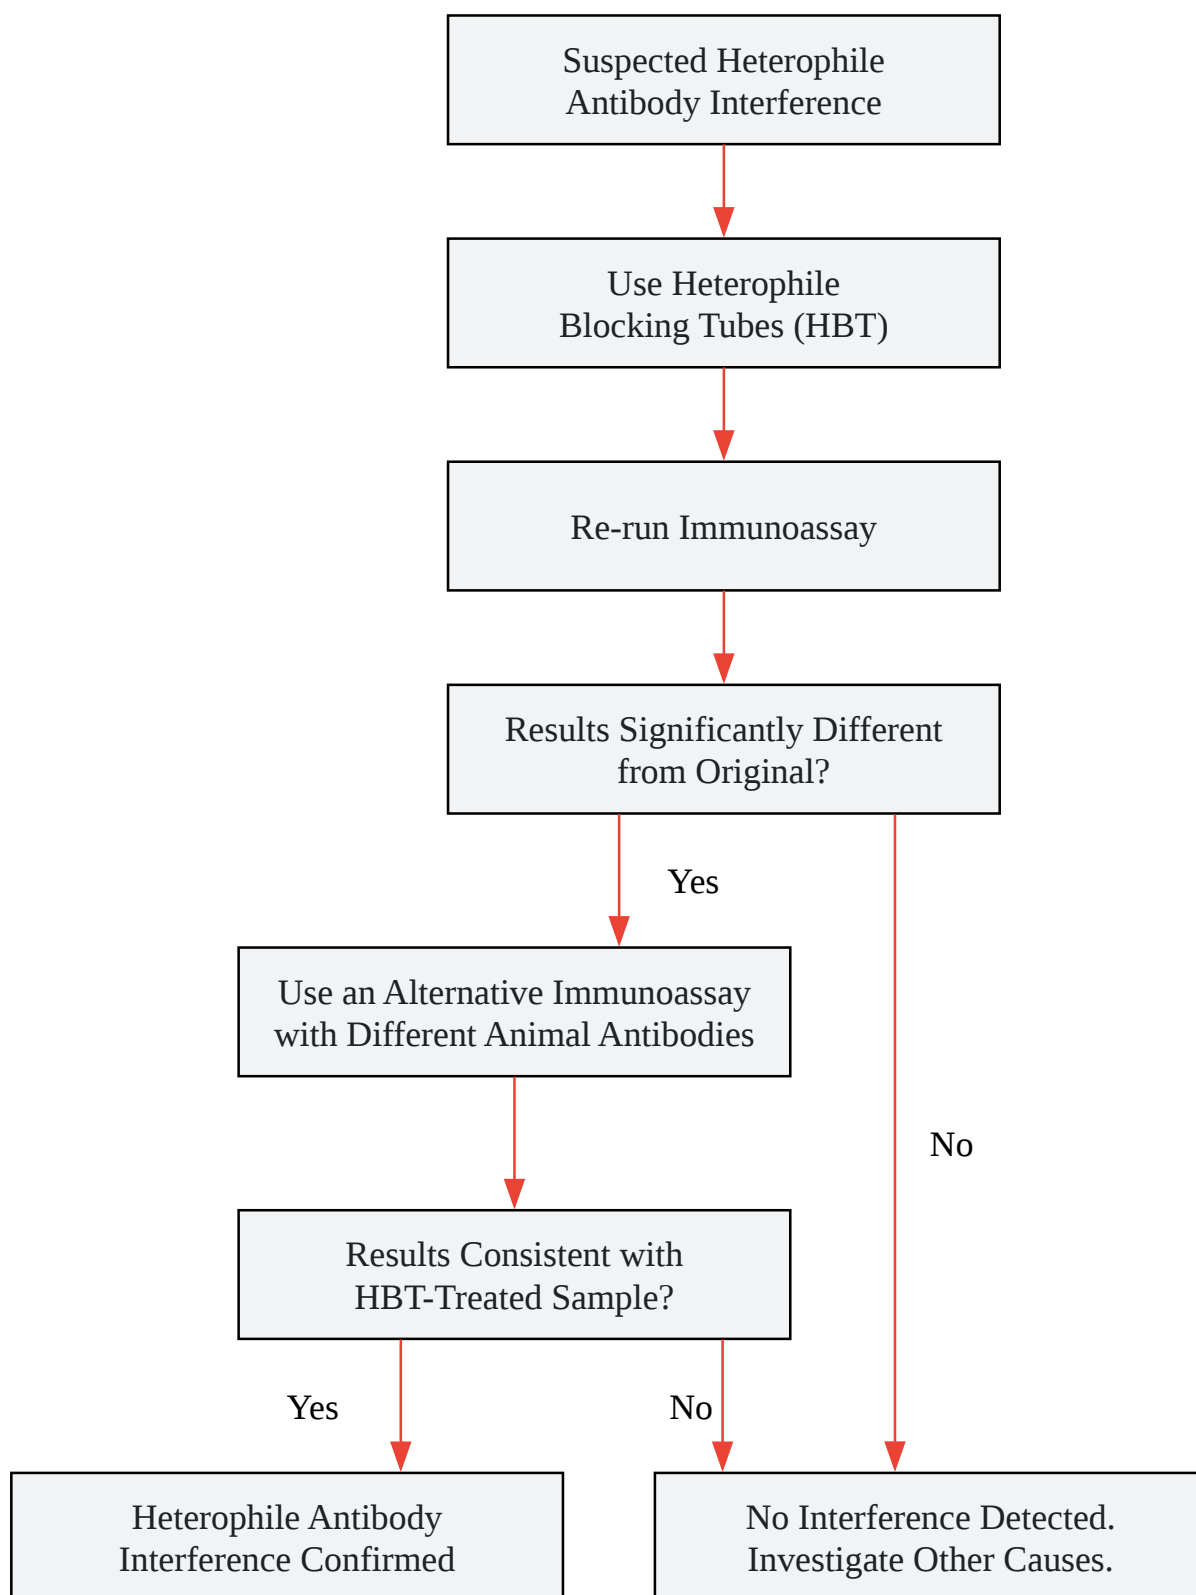 Suspected Heterophile
Antibody Interference
Use Heterophile
Blocking Tubes (HBT)
Re-run Immunoassay
Results Significantly Different
from Original?
Yes
Use an Alternative Immunoassay
with Different Animal Antibodies
No
Results Consistent with
HBT-Treated Sample?
Yes
No
Heterophile Antibody
Interference Confirmed
No Interference Detected.
Investigate Other Causes.